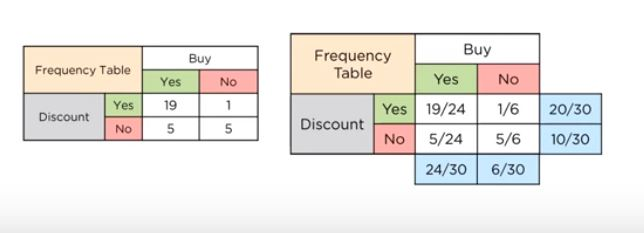 Frequency Table
Buy
Yes No
Discount
Yes 19 1
No 5 5
Frequency
Table
Buy
Yes No
Discount
Yes 19/24 1/6 20/30
No 5/24 5/6 10/30
24/30 6/30